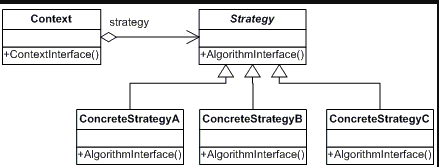 Context
strategy
Strategy
+ContextInterface()
+AlgorithmInterface()
ConcreteStrategyA
ConcreteStrategyB
ConcreteStrategyC
+AlgorithmInterface()
+AlgorithmInterface()
+AlgorithmInterface()